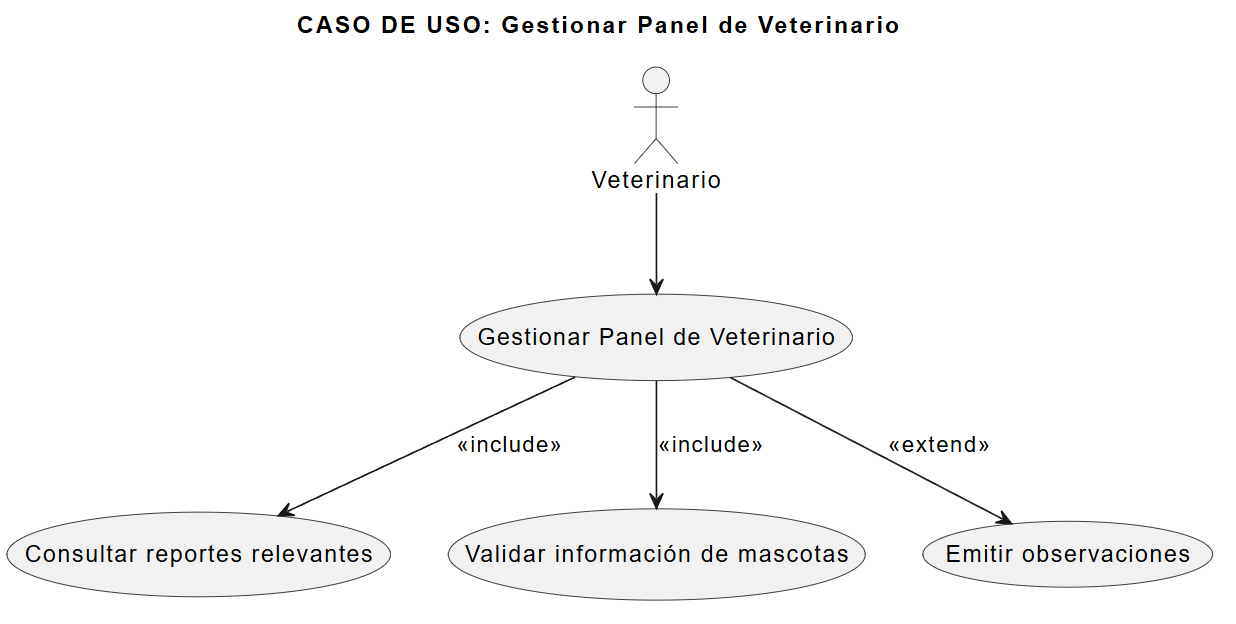 CASO DE USO: Gestionar Panel de Veterinario
Veterinario
Gestionar Panel de Veterinario
«include»
«include»
«extend»
Consultar reportes relevantes
Validar información de mascotas
Emitir observaciones